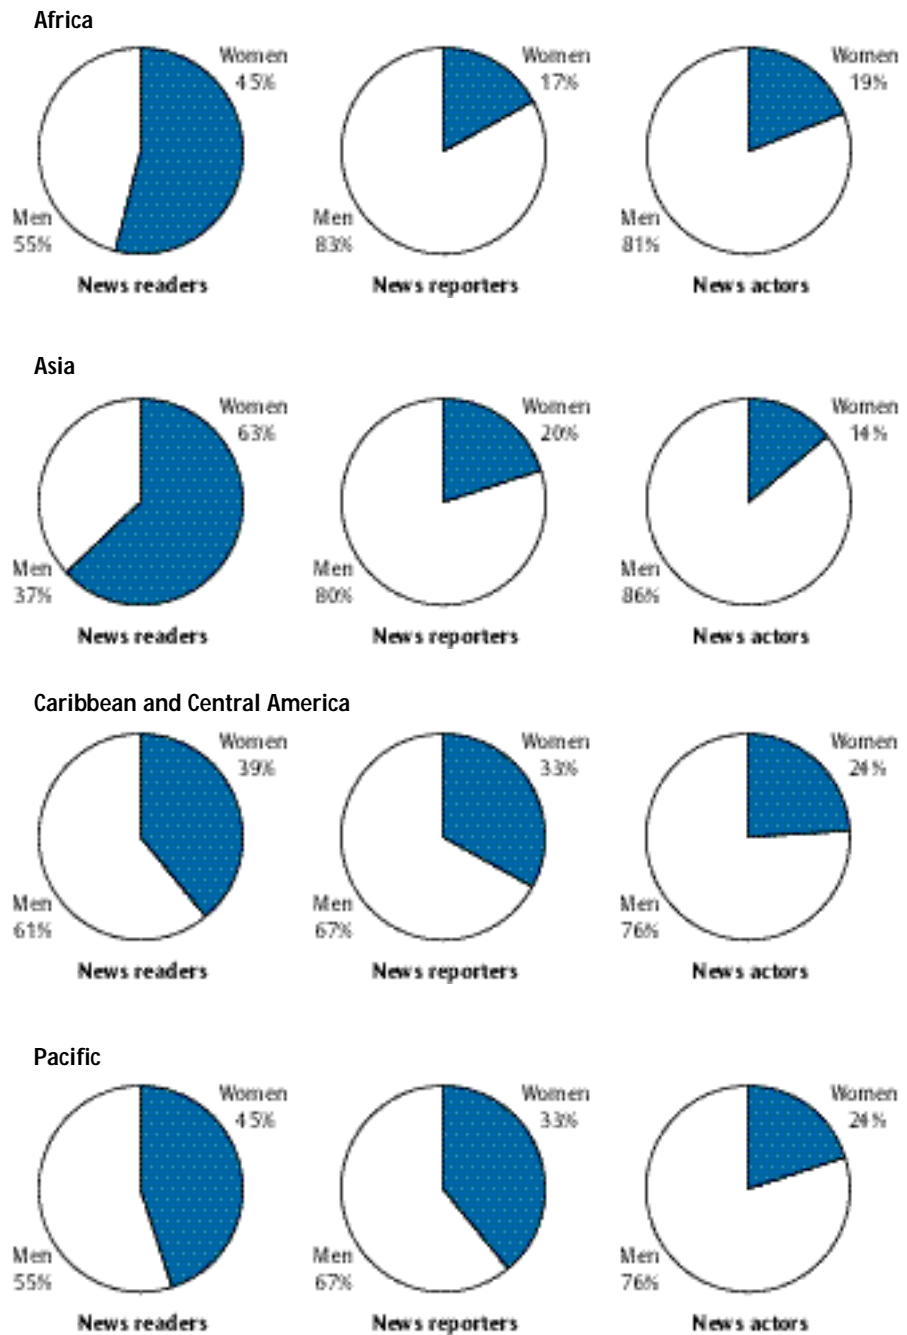 Africa
Women
45%
Men
55%
News readers
Women
17%
Men
83%
News reporters
Women
19%
Men
81%
News actors
Asia
Women
63%
Men
37%
News readers
Women
20%
Men
80%
News reporters
Women
14%
Men
86%
News actors
Caribbean and Central America
Women
39%
Men
61%
News readers
Women
33%
Men
67%
News reporters
Women
24%
Men
76%
News actors
Pacific
Women
45%
Men
55%
News readers
Women
33%
Men
67%
News reporters
Women
24%
Men
76%
News actors